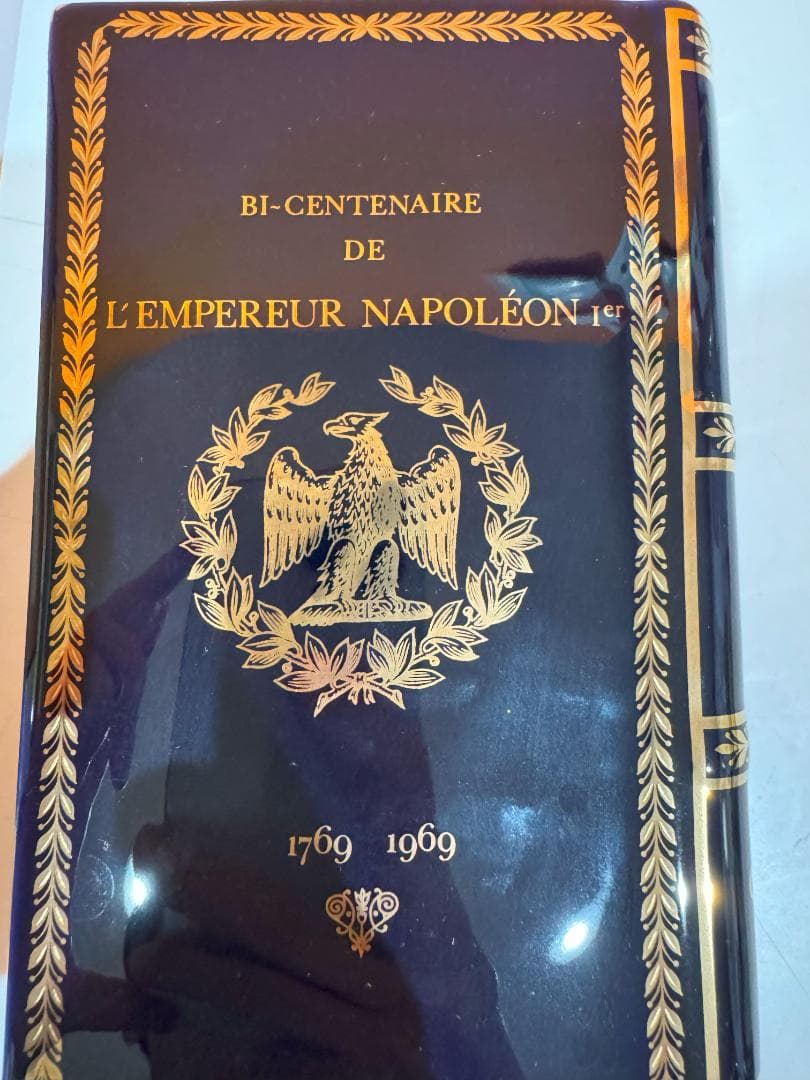 BI-CENTENAIRE
DE
L'EMPEREUR NAPOLÉON Ier
1769 1969